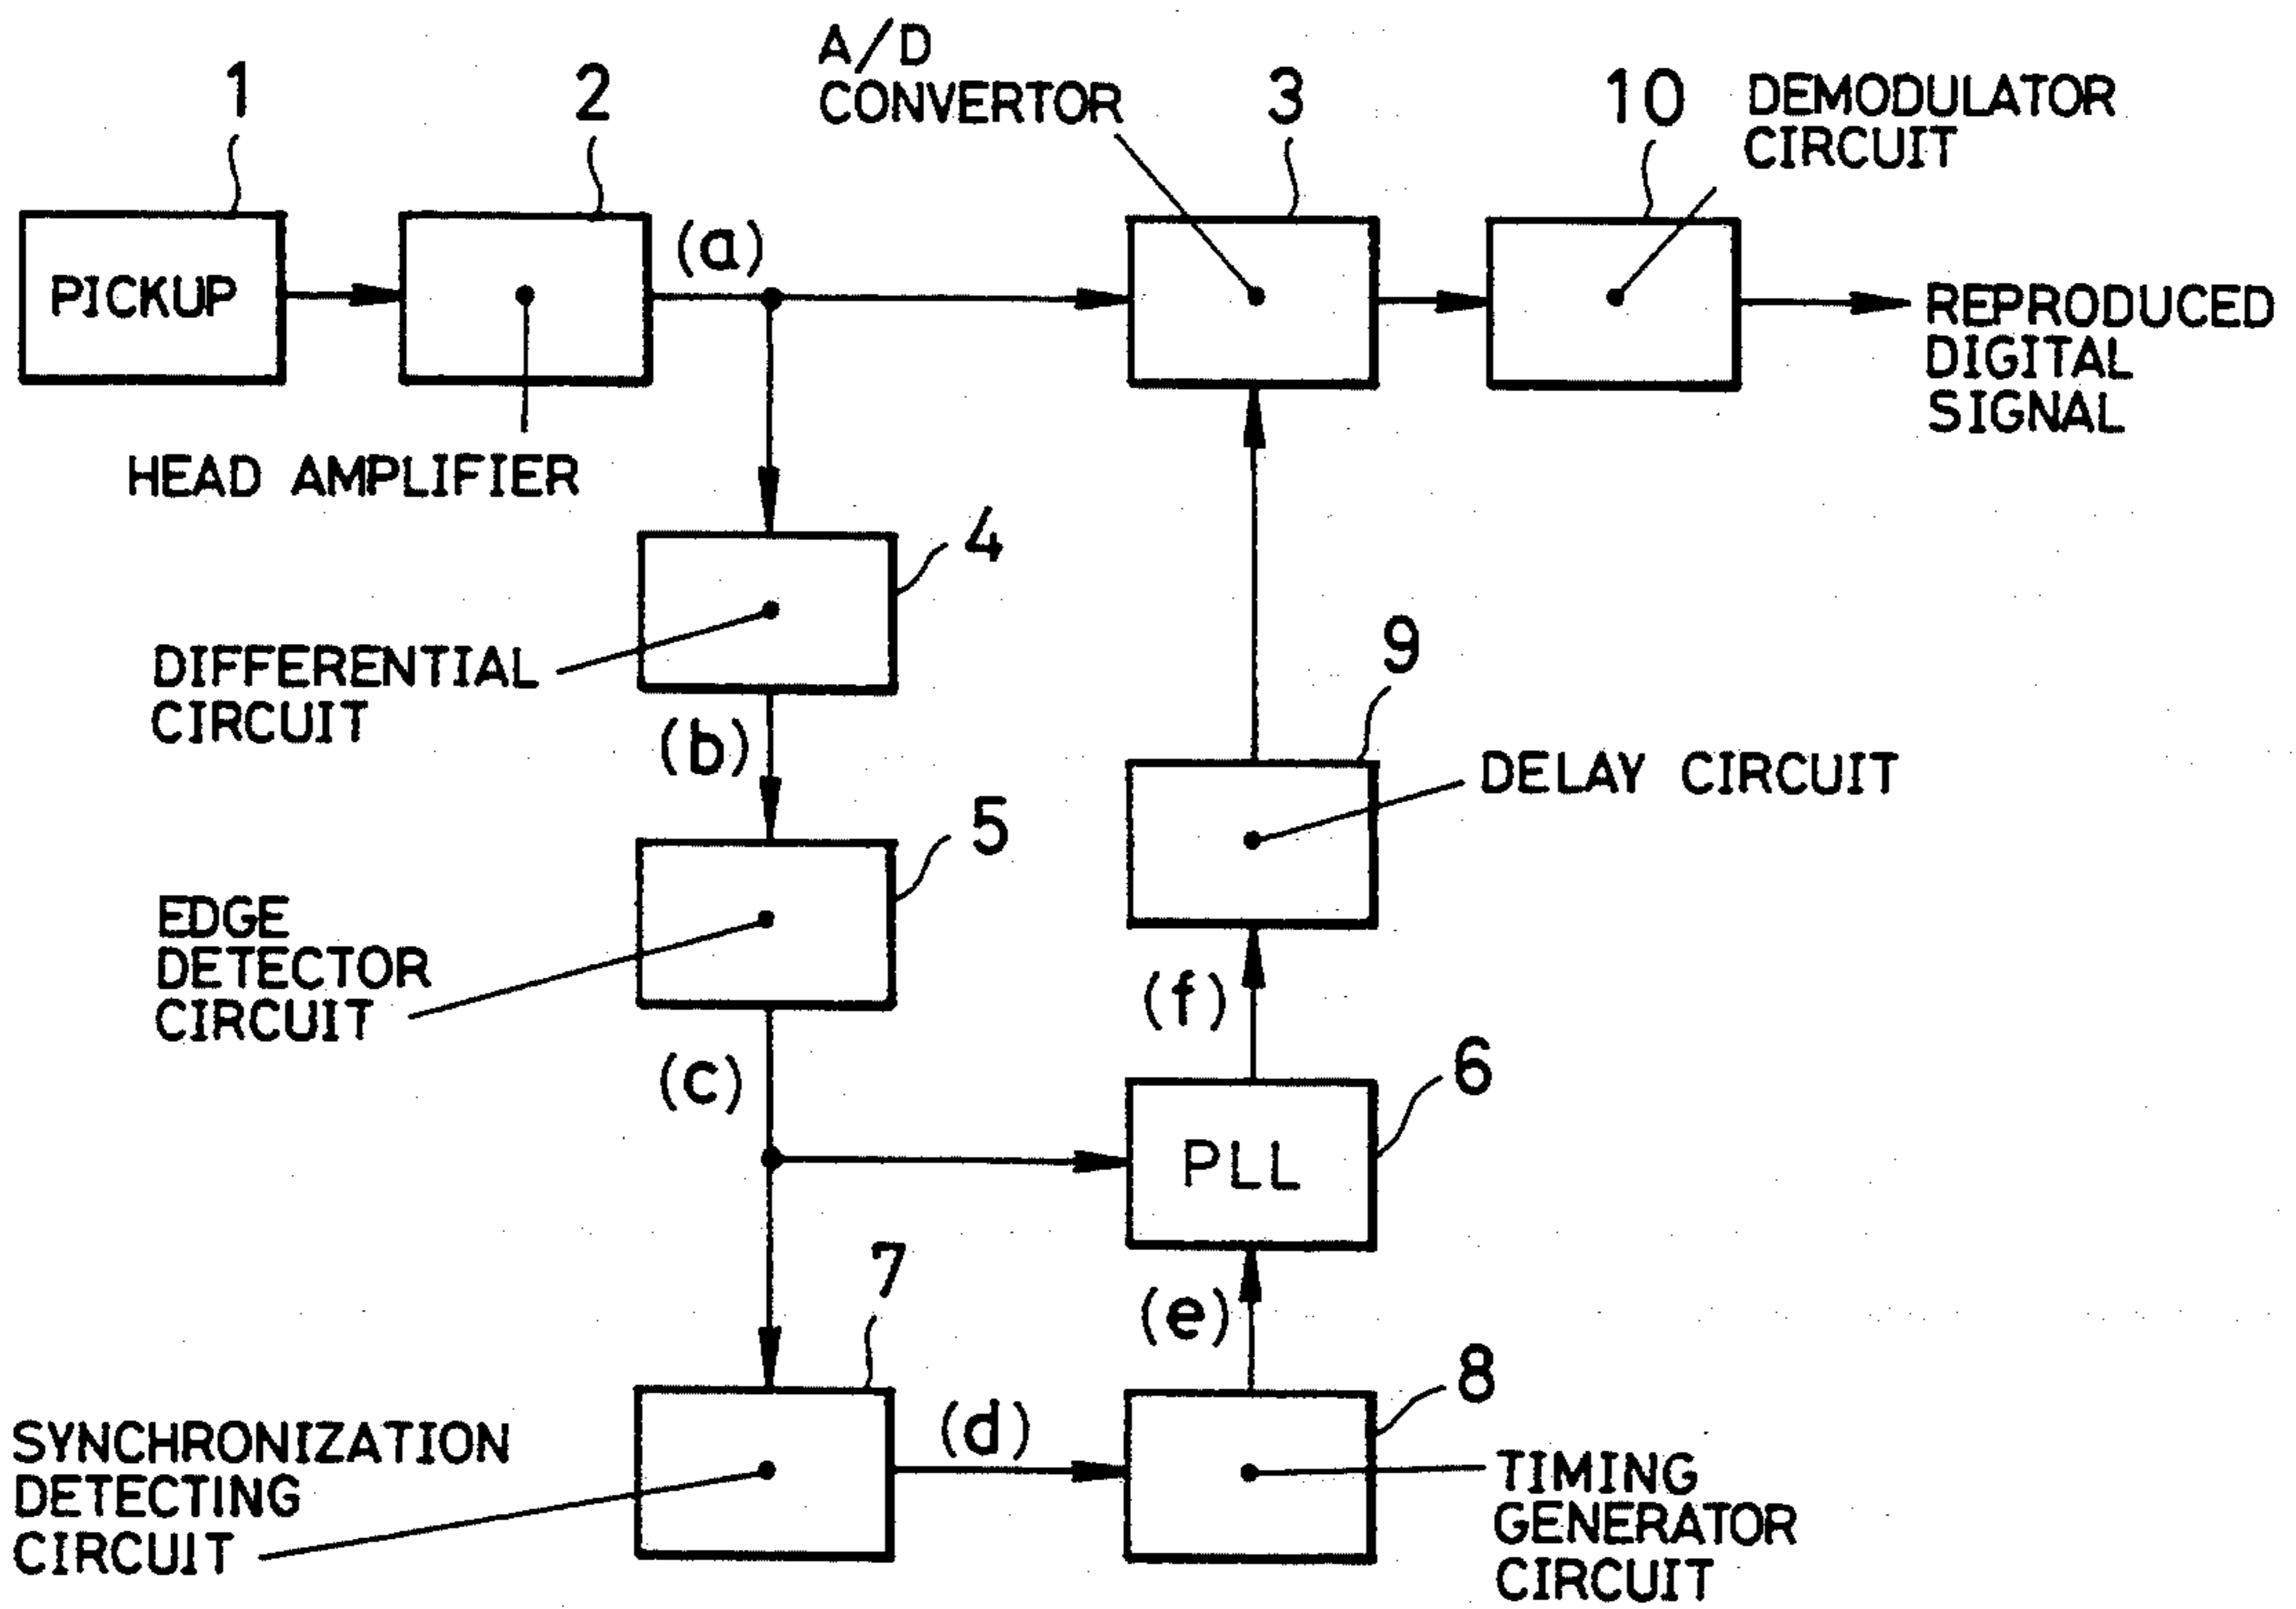 1
2
A/D
CONVERTOR
3
10
DEMODULATOR
CIRCUIT
PICKUP
(a)
REPRODUCED
DIGITAL
SIGNAL
HEAD AMPLIFIER
4
DIFFERENTIAL
CIRCUIT
(b)
9
DELAY CIRCUIT
5
EDGE
DETECTOR
CIRCUIT
(f)
(c)
6
PLL
7
(e)
8
(d)
SYNCHRONIZATION
DETECTING
CIRCUIT
TIMING
GENERATOR
CIRCUIT